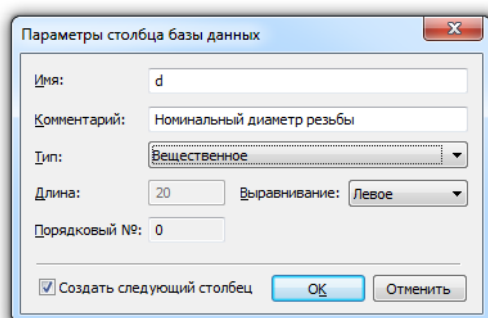 Параметры столбца базы данных
Имя: d
Комментарий: Номинальный диаметр резьбы
Тип: Вещественное
Длина: 20 Выравнивание: Левое
Порядковый №: 0
Создать следующий столбец OK Отменить